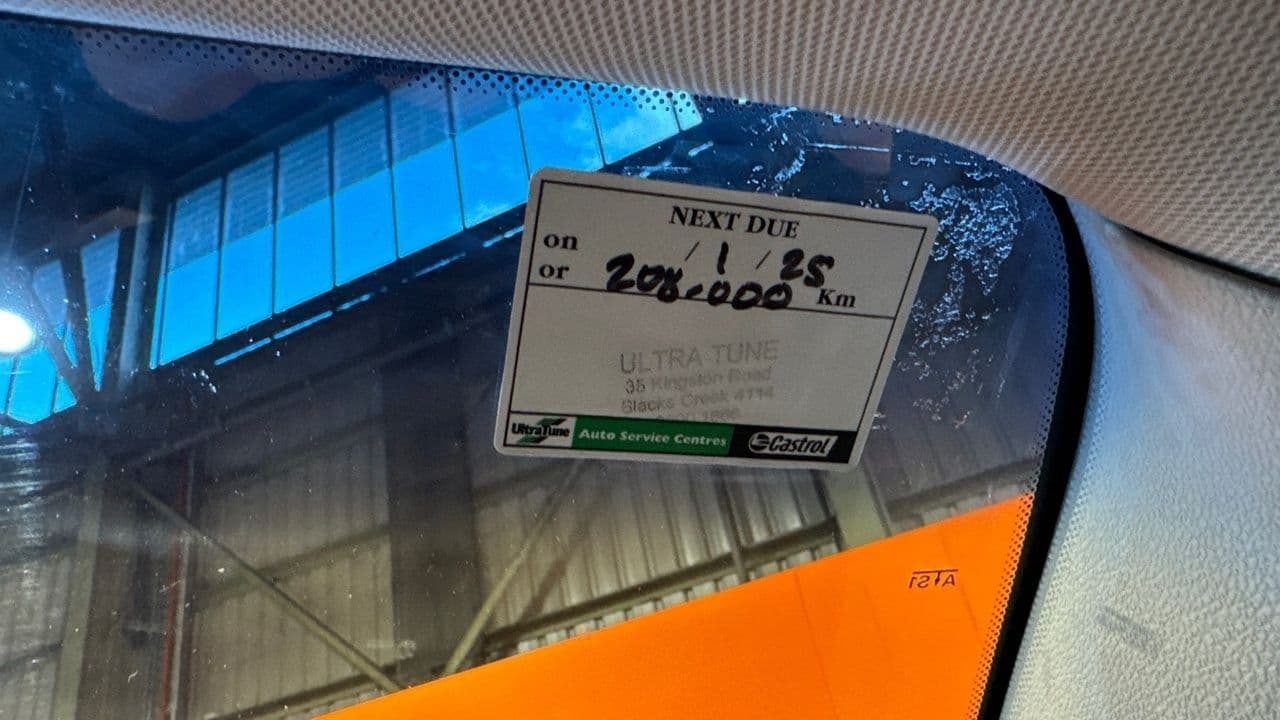 NEXT DUE
on / 1 / 25
or 208.000 Km
ULTRA TUNE
35 Kingston Road
Slacks Creek 4114
UltraTune Auto Service Centres Castrol